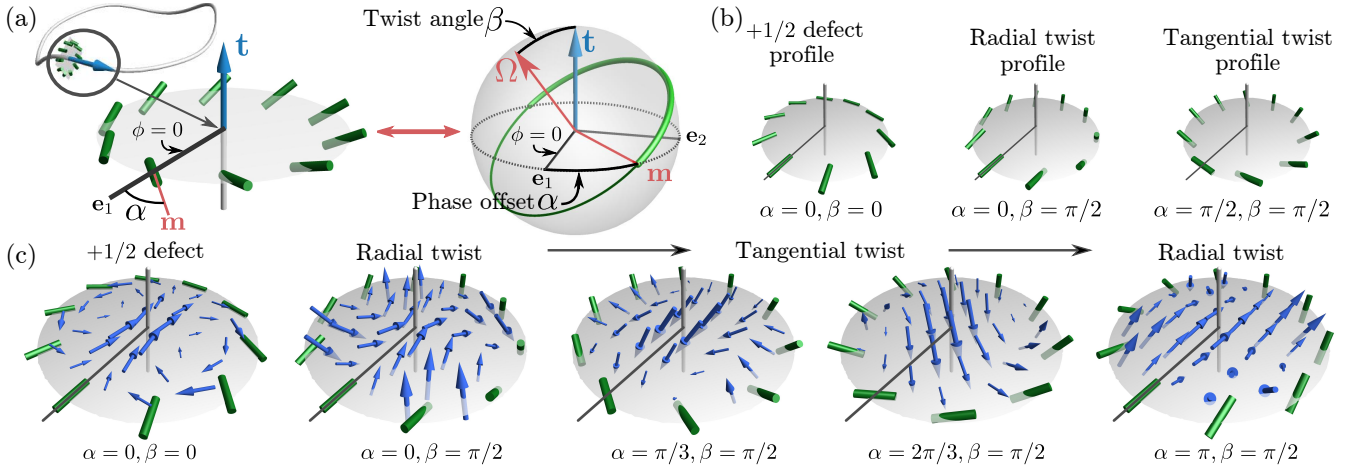 (a)
t
ϕ = 0
e₁
α
m
Twist angle β
t
Ω
ϕ = 0
e₂
e₁
m
Phase offset α
(b)
+1/2 defect
profile
α = 0, β = 0
Radial twist
profile
α = 0, β = π/2
Tangential twist
profile
α = π/2, β = π/2
(c)
+1/2 defect
Radial twist
Tangential twist
Radial twist
α = 0, β = 0
α = 0, β = π/2
α = π/3, β = π/2
α = 2π/3, β = π/2
α = π, β = π/2